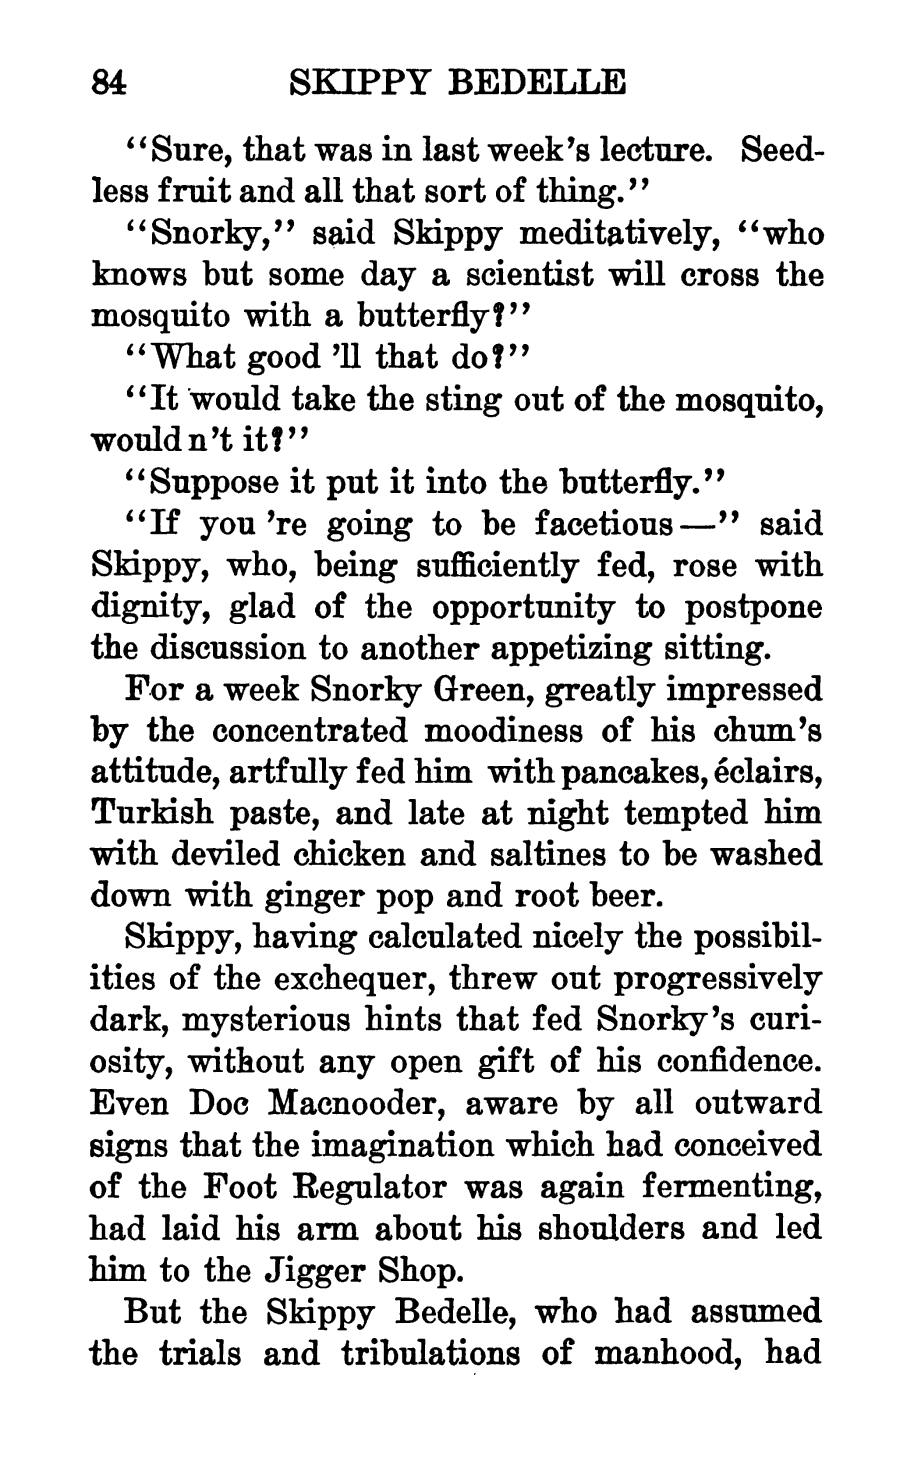 84 SKIPPY BEDELLE
“Sure, that was in last week’s lecture. Seed-
less fruit and all that sort of thing.”
“Snorky,” said Skippy meditatively, “who
knows but some day a scientist will cross the
mosquito with a butterfly?”
“What good ’ll that do?”
“It would take the sting out of the mosquito,
would n’t it?”
“Suppose it put it into the butterfly.”
“If you ’re going to be facetious—” said
Skippy, who, being sufficiently fed, rose with
dignity, glad of the opportunity to postpone
the discussion to another appetizing sitting.
For a week Snorky Green, greatly impressed
by the concentrated moodiness of his chum’s
attitude, artfully fed him with pancakes, éclairs,
Turkish paste, and late at night tempted him
with deviled chicken and saltines to be washed
down with ginger pop and root beer.
Skippy, having calculated nicely the possibil-
ities of the exchequer, threw out progressively
dark, mysterious hints that fed Snorky’s curi-
osity, without any open gift of his confidence.
Even Doc Macnooder, aware by all outward
signs that the imagination which had conceived
of the Foot Regulator was again fermenting,
had laid his arm about his shoulders and led
him to the Jigger Shop.
But the Skippy Bedelle, who had assumed
the trials and tribulations of manhood, had